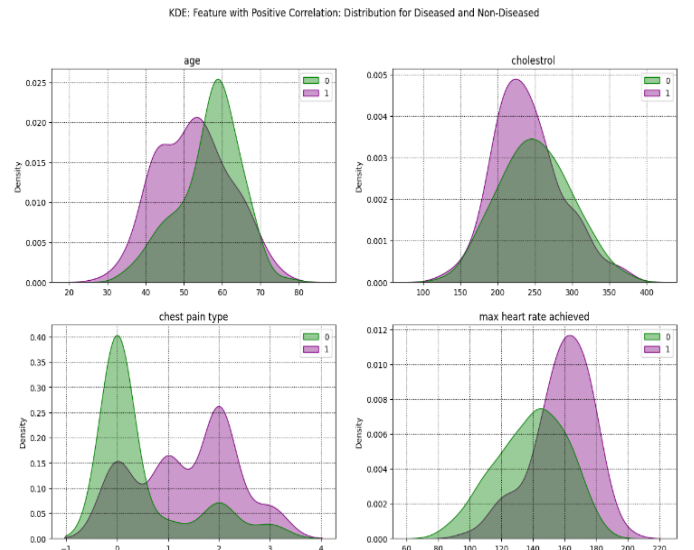 KDE: Feature with Positive Correlation: Distribution for Diseased and Non-Diseased
age
cholestrol
0.025
0.020
0.015
0.010
0.005
0.000
Density
0
1
20 30 40 50 60 70 80
0.005
0.004
0.003
0.002
0.001
0.000
Density
0
1
100 150 200 250 300 350 400
chest pain type
max heart rate achieved
0.40
0.35
0.30
0.25
0.20
0.15
0.10
0.05
0.00
Density
0
1
−1 0 1 2 3 4
0.012
0.010
0.008
0.006
0.004
0.002
0.000
Density
0
1
60 80 100 120 140 160 180 200 220